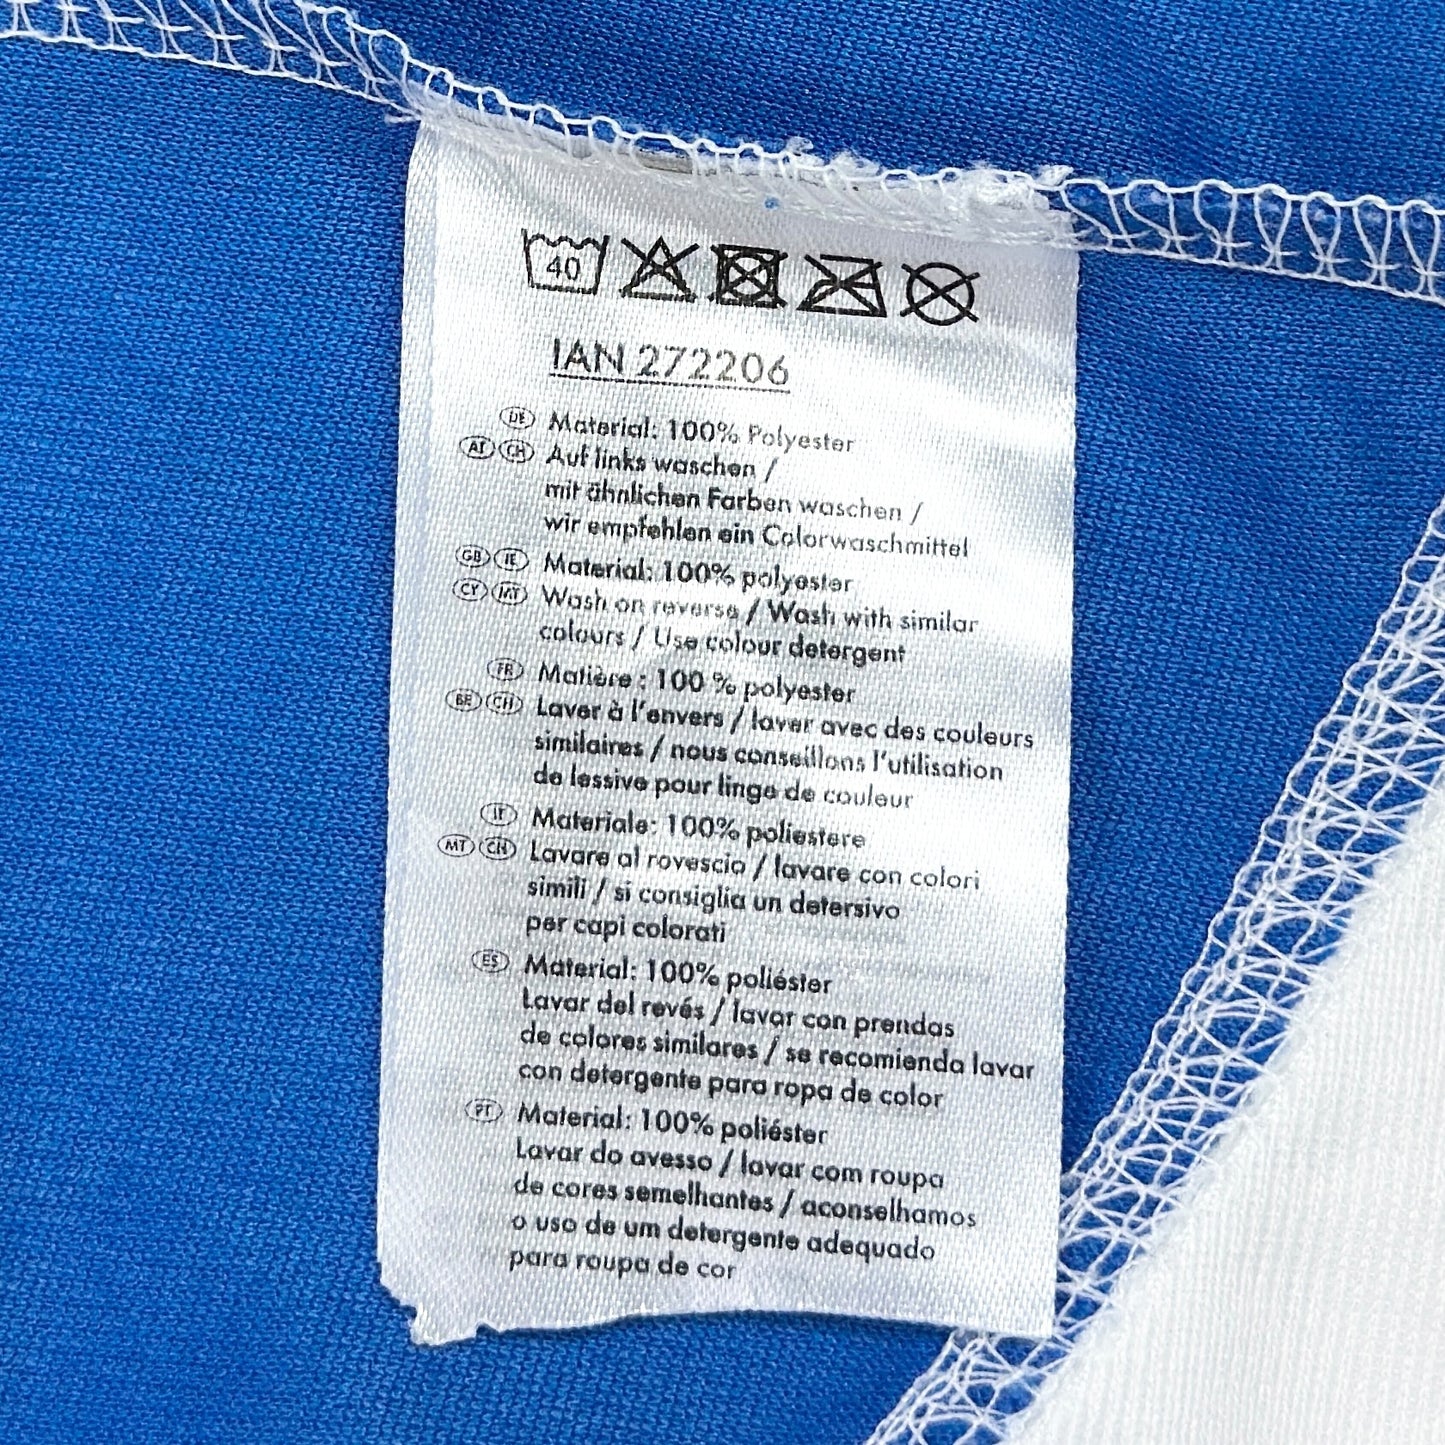 40
IAN 272206
DE Material: 100% Polyester
AT CH Auf links waschen /
mit ähnlichen Farben waschen /
wir empfehlen ein Colorwaschmittel
GB IE Material: 100% polyester
CY MT Wash on reverse / Wash with similar
colours / Use colour detergent
FR Matière : 100 % polyester
BE CH Laver à l'envers / laver avec des couleurs
similaires / nous conseillons l'utilisation
de lessive pour linge de couleur
IT Materiale: 100% poliestere
MT CH Lavare al rovescio / lavare con colori
simili / si consiglia un detersivo
per capi colorati
ES Material: 100% poliéster
Lavar del revés / lavar con prendas
de colores similares / se recomienda lavar
con detergente para ropa de color
PT Material: 100% poliéster
Lavar do avesso / lavar com roupa
de cores semelhantes / aconselhamos
o uso de um detergente adequado
para roupa de cor